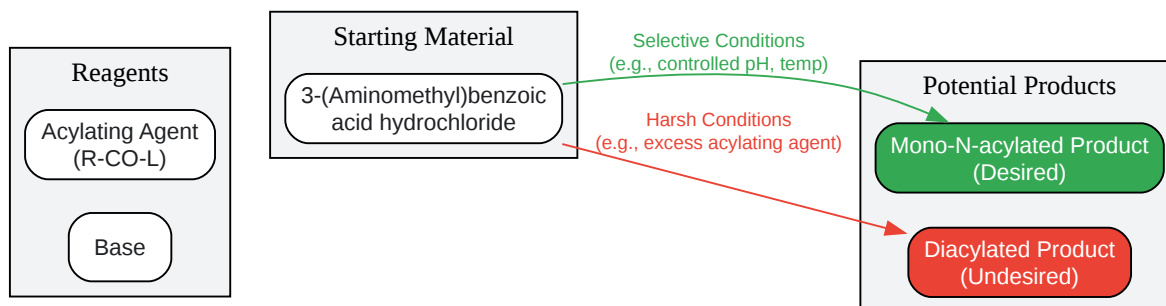 Reagents
Acylating Agent
(R-CO-L)
Base
Starting Material
3-(Aminomethyl)benzoic
acid hydrochloride
Selective Conditions
(e.g., controlled pH, temp)
Harsh Conditions
(e.g., excess acylating agent)
Potential Products
Mono-N-acylated Product
(Desired)
Diacylated Product
(Undesired)